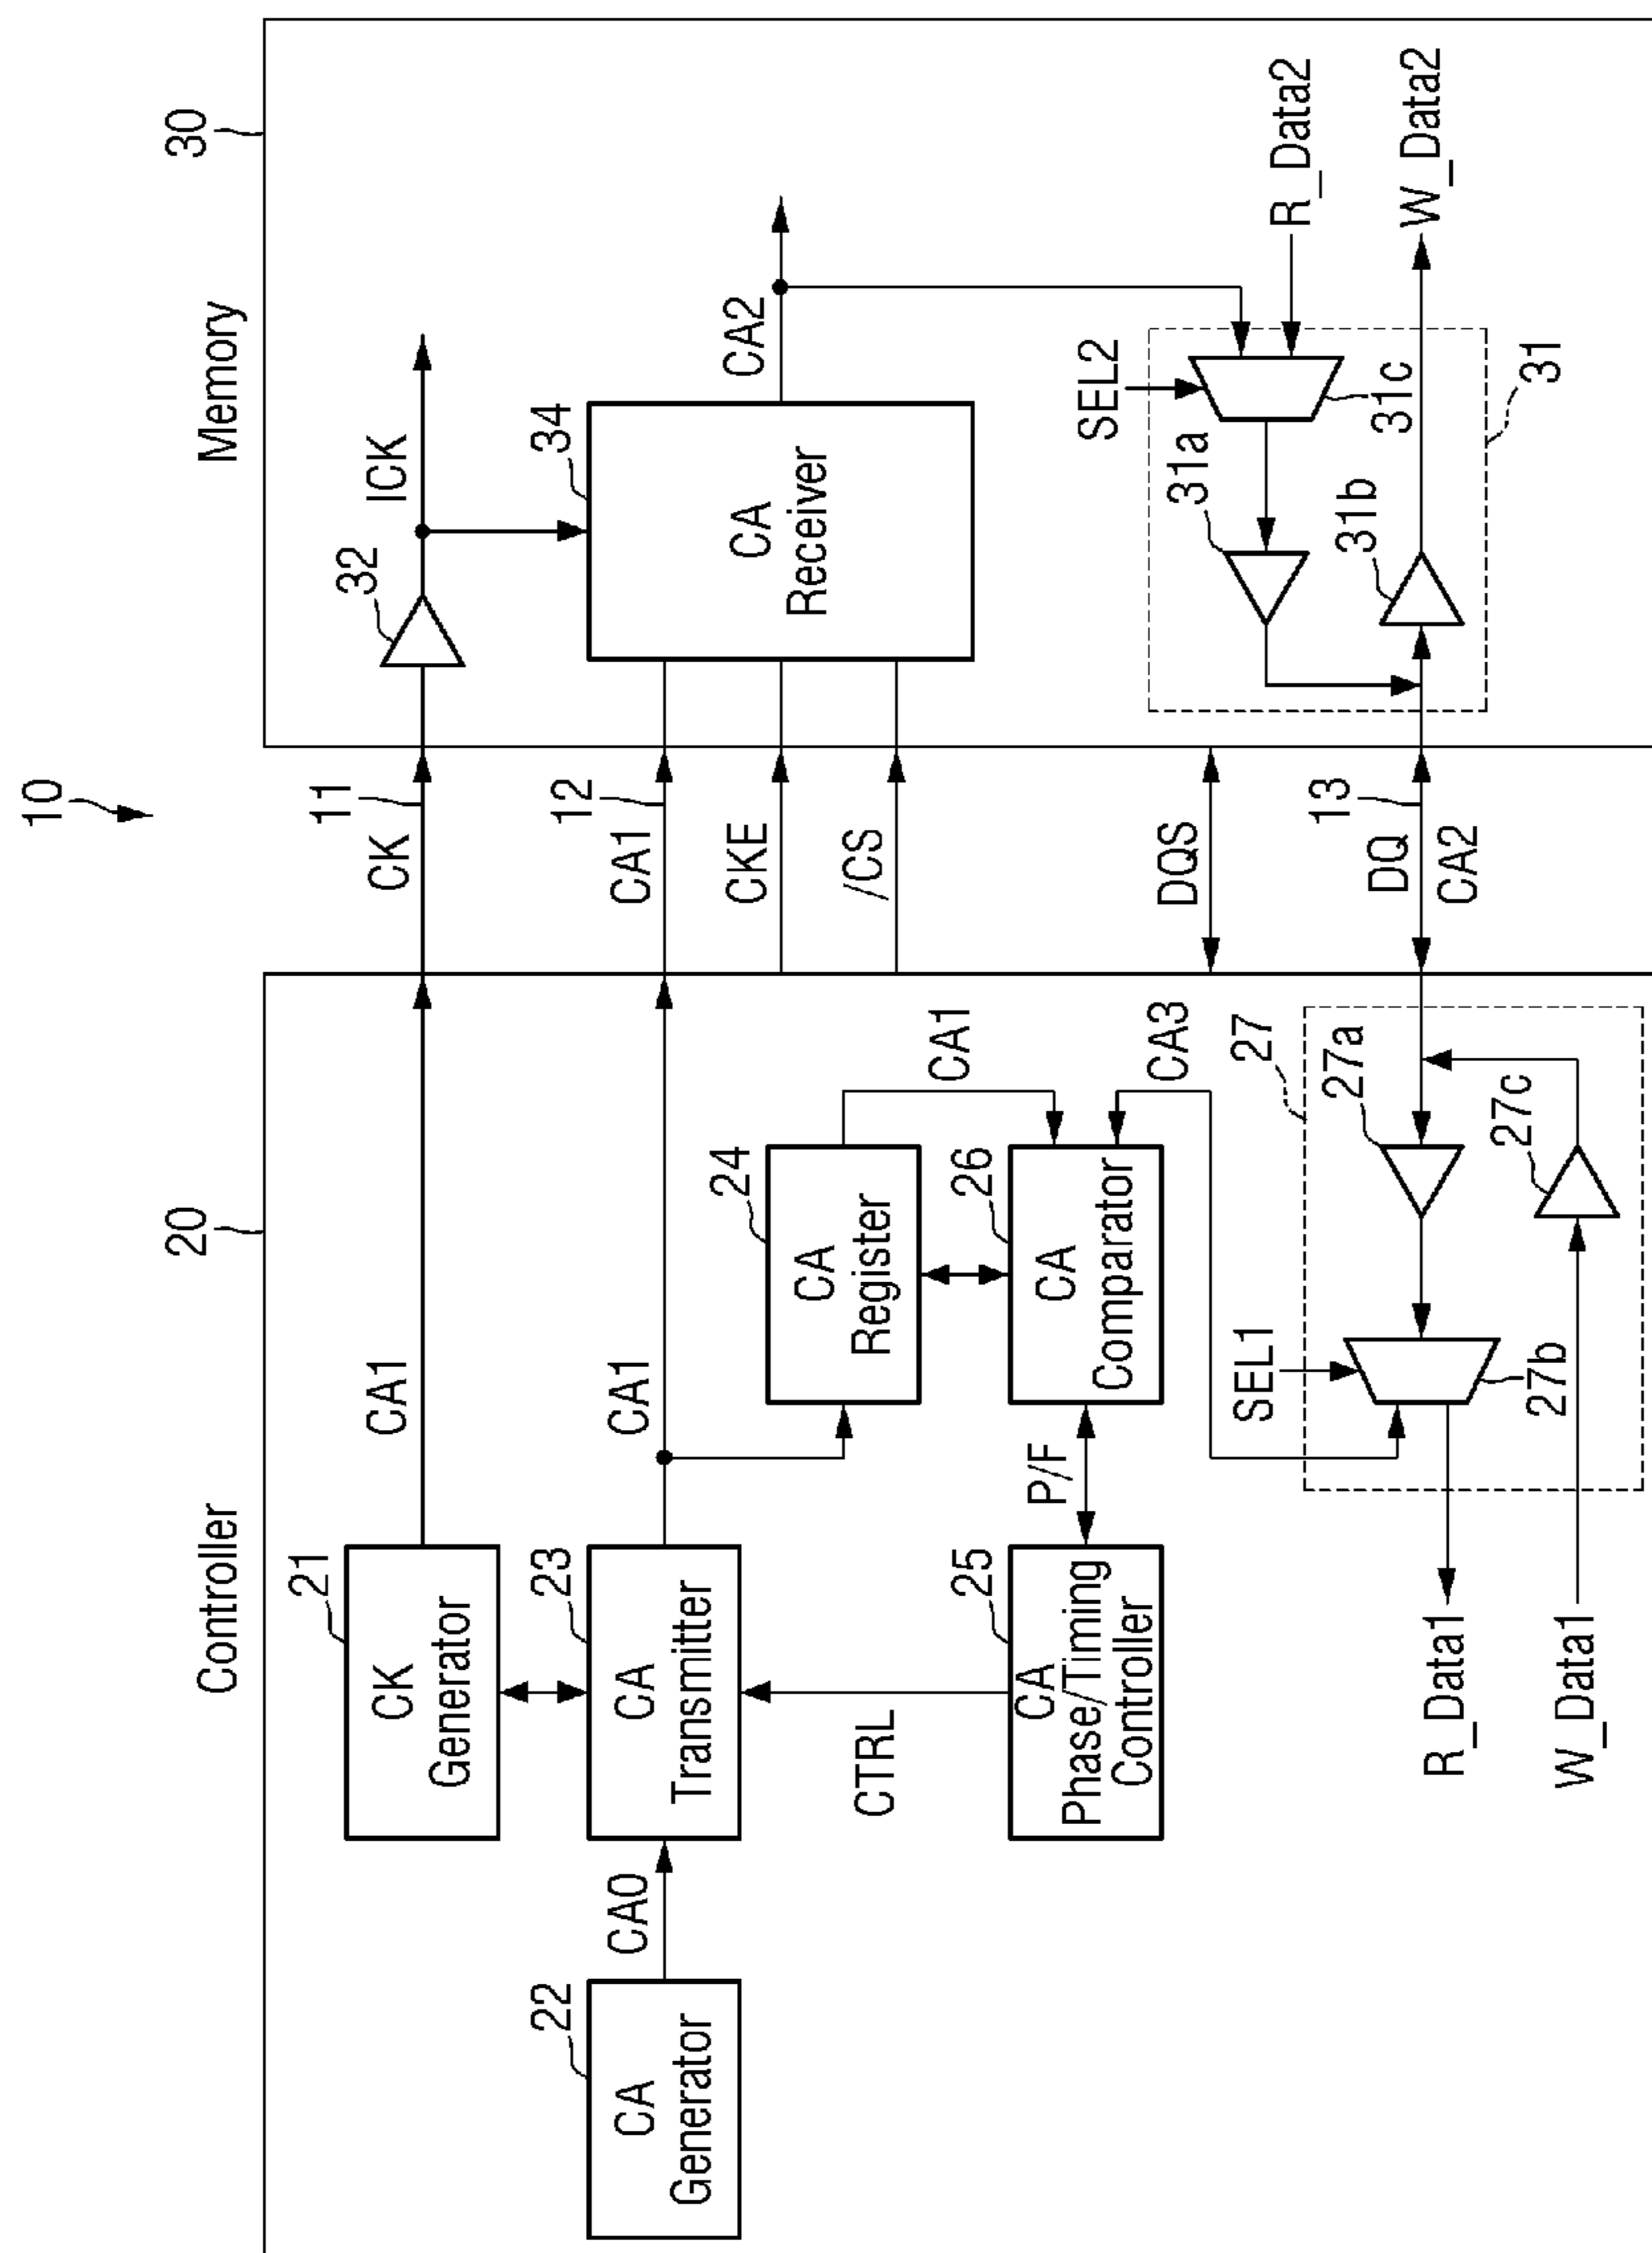 10
Controller
20
Memory
30
21
CK
Generator
CA1
11
CK
32
ICK
22
CA
Generator
CA0
23
CA
Transmitter
CA1
12
CA1
34
CA
Receiver
CKE
/CS
CA2
CTRL
24
CA
Register
CA1
25
CA
Phase/Timing
Controller
P/F
26
CA
Comparator
CA3
DQS
SEL1
27
27a
27b
27c
R_Data1
W_Data1
13
DQ
CA2
SEL2
31a
31b
31c
31
R_Data2
W_Data2